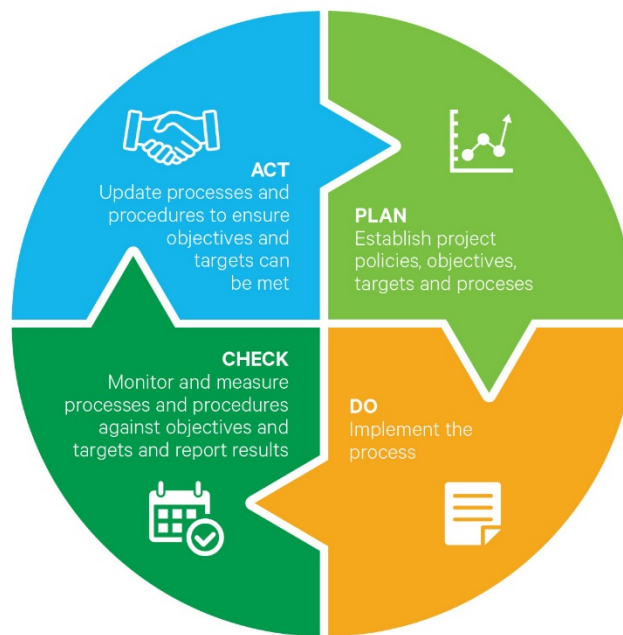 ACT
Update processes and
procedures to ensure
objectives and
targets can
be met
PLAN
Establish project
policies, objectives,
targets and proceses
CHECK
Monitor and measure
processes and procedures
against objectives and
targets and report results
DO
Implement the
process